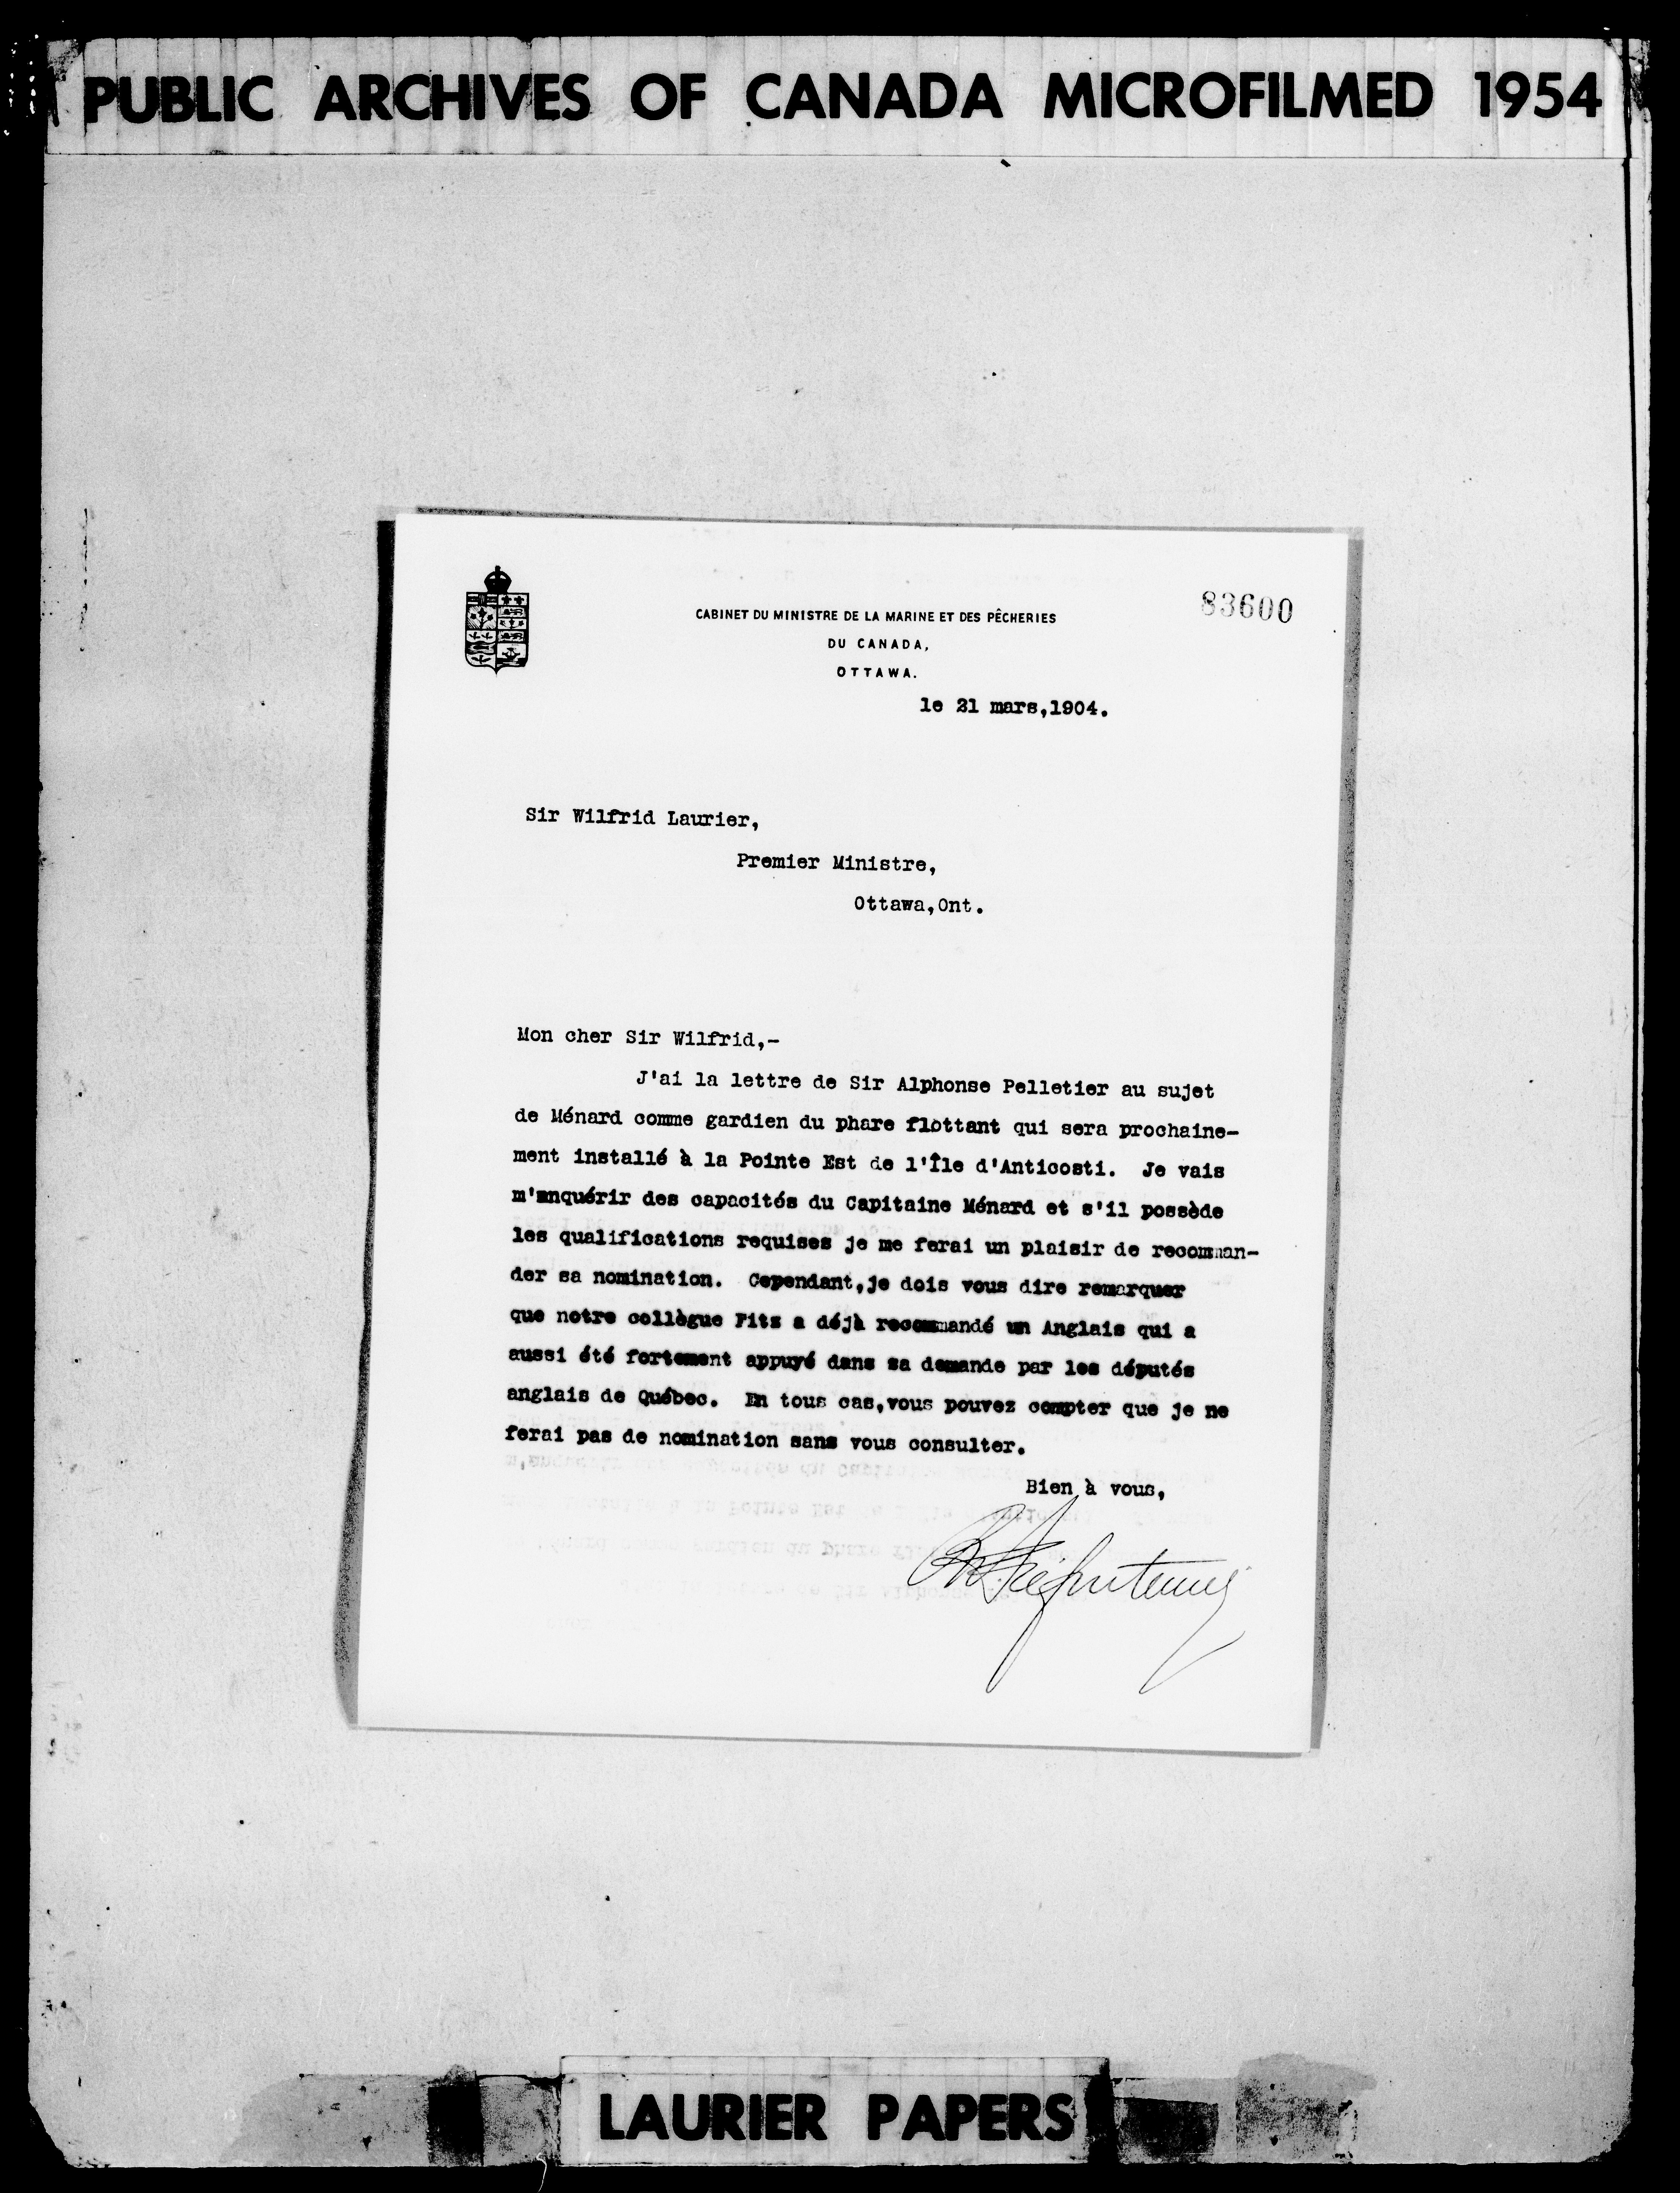 PUBLIC ARCHIVES OF CANADA MICROFILMED 1954
83600
CABINET DU MINISTRE DE LA MARINE ET DES PÊCHERIES
DU CANADA,
OTTAWA.
le 21 mars,1904.
Sir Wilfrid Laurier,
Premier Ministre,
Ottawa,Ont.
Mon cher Sir Wilfrid,-
J'ai la lettre de Sir Alphonse Pelletier au sujet
de Ménard comme gardien du phare flottant qui sera prochaine-
ment installé à la Pointe Est de l'Île d'Anticosti. Je vais
m'enquérir des capacités du Capitaine Ménard et s'il possède
les qualifications requises je me ferai un plaisir de recomman-
der sa nomination. Cependant,je dois vous dire remarquer
que notre collègue Fitz a déjà recommandé un Anglais qui a
aussi été fortement appuyé dans sa demande par les députés
anglais de Québec. En tous cas,vous pouvez compter que je ne
ferai pas de nomination sans vous consulter.
Bien à vous,
LAURIER PAPERS